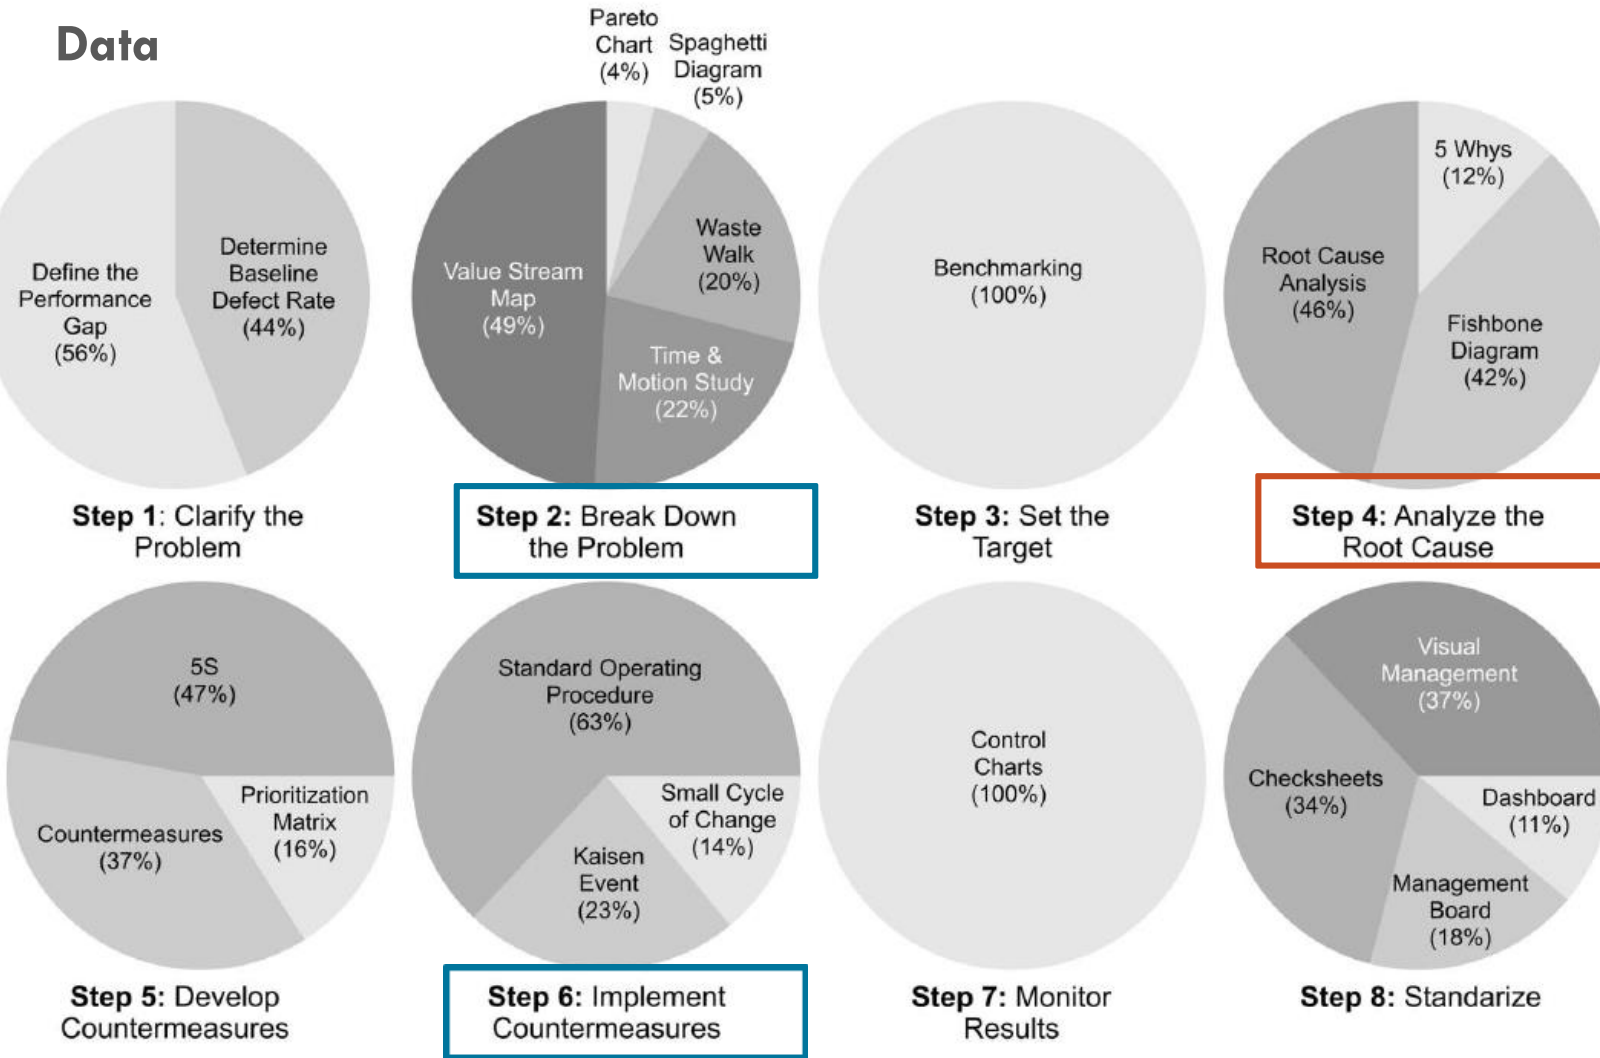 Data
Define the
Performance
Gap
(56%)
Determine
Baseline
Defect Rate
(44%)
Step 1: Clarify the
Problem
Pareto
Chart
(4%)
Spaghetti
Diagram
(5%)
Waste
Walk
(20%)
Time &
Motion Study
(22%)
Value Stream
Map
(49%)
Step 2: Break Down
the Problem
Benchmarking
(100%)
Step 3: Set the
Target
5 Whys
(12%)
Fishbone
Diagram
(42%)
Root Cause
Analysis
(46%)
Step 4: Analyze the
Root Cause
5S
(47%)
Prioritization
Matrix
(16%)
Countermeasures
(37%)
Step 5: Develop
Countermeasures
Standard Operating
Procedure
(63%)
Small Cycle
of Change
(14%)
Kaisen
Event
(23%)
Step 6: Implement
Countermeasures
Control
Charts
(100%)
Step 7: Monitor
Results
Visual
Management
(37%)
Checksheets
(34%)
Dashboard
(11%)
Management
Board
(18%)
Step 8: Standarize